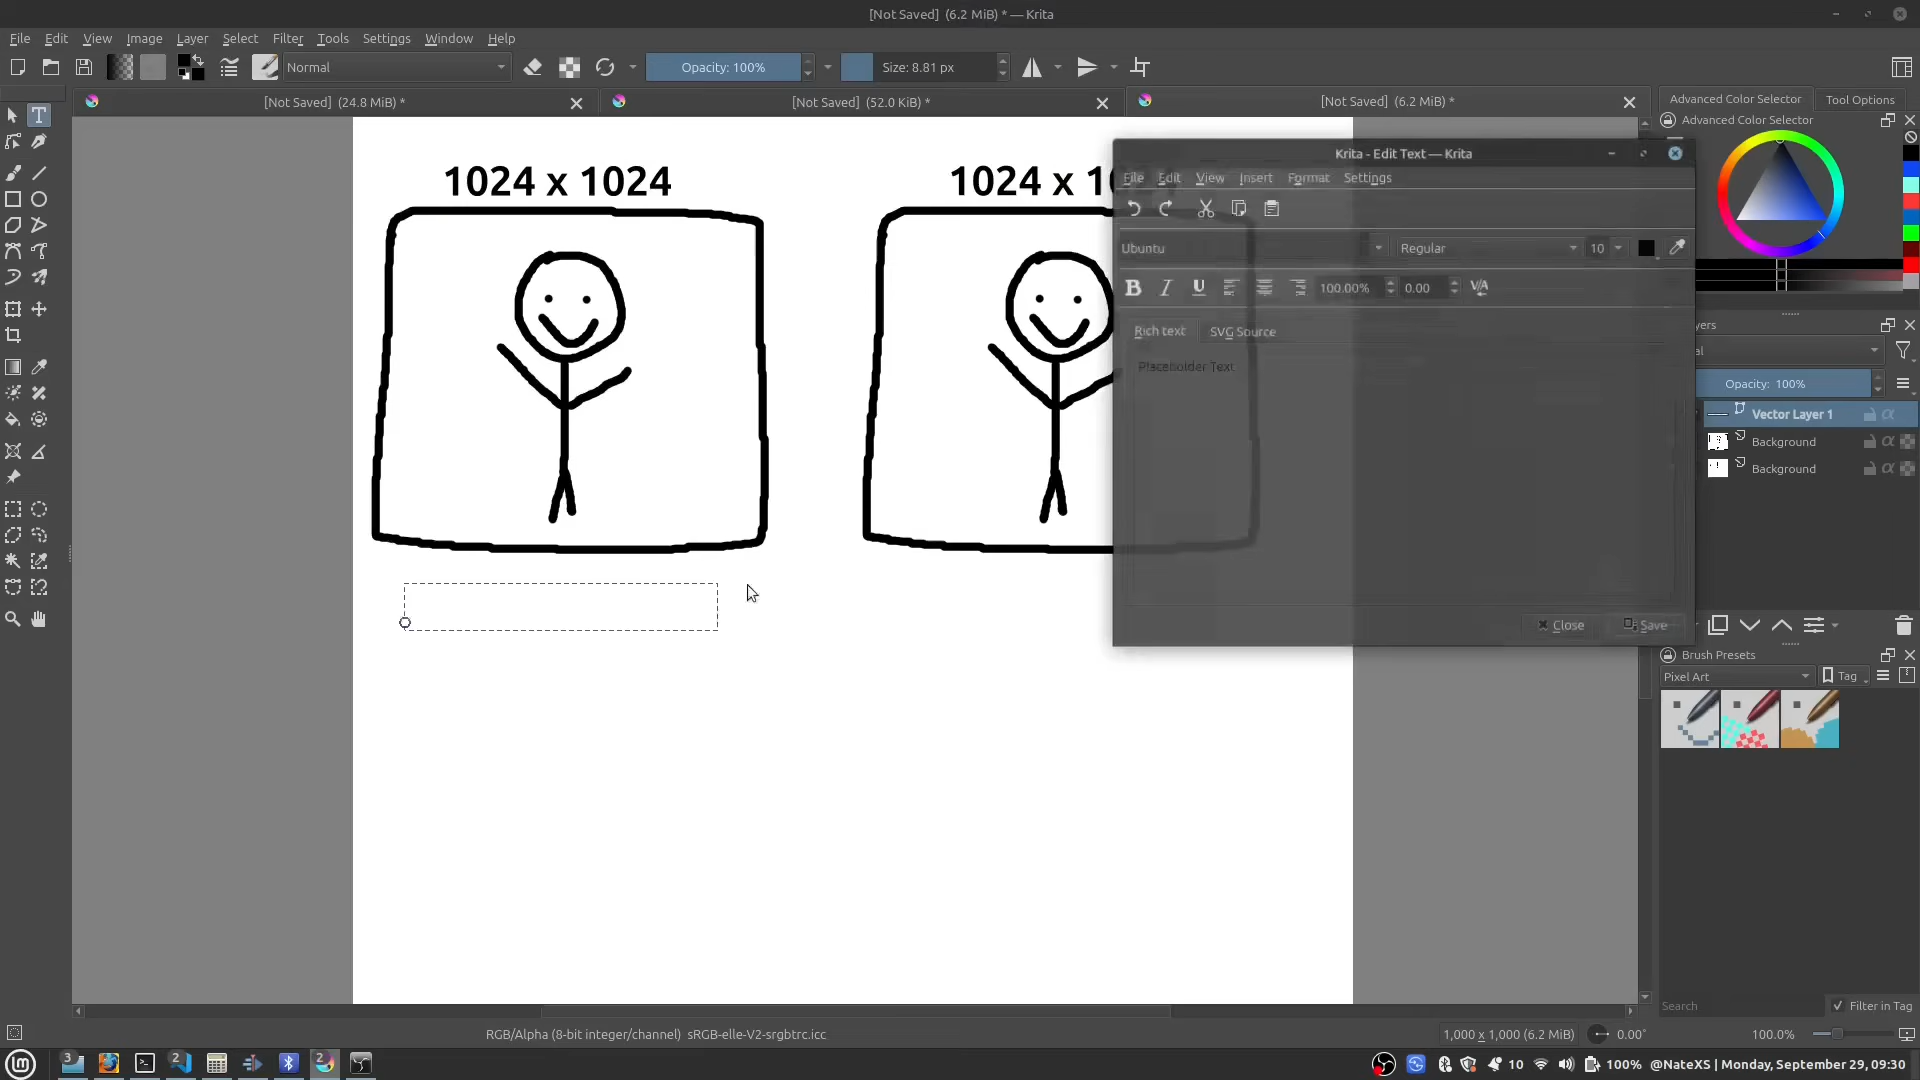 [Not Saved] (6.2 MiB) * — Krita
File Edit View Image Layer Select Filter Tools Settings Window Help
Normal
Opacity: 100%
Size: 8.81 px
[Not Saved] (24.8 MiB) *
[Not Saved] (52.0 KiB) *
[Not Saved] (6.2 MiB) *
Advanced Color Selector
Tool Options
Advanced Color Selector
1024 x 1024
1024 x
Krita - Edit Text — Krita
File Edit View Insert Format Settings
Ubuntu
Regular
10
100.00%
0.00
Rich text
SVG Source
Placeholder Text
Close
Save
Opacity: 100%
Vector Layer 1
Background
Background
Brush Presets
Pixel Art
Tag
Search
Filter in Tag
RGB/Alpha (8-bit integer/channel) sRGB-elle-V2-srgbtrc.icc
1,000 x 1,000 (6.2 MiB)
0.00°
100.0%
3
2
2
10
100%
@NateXS | Monday, September 29, 09:30